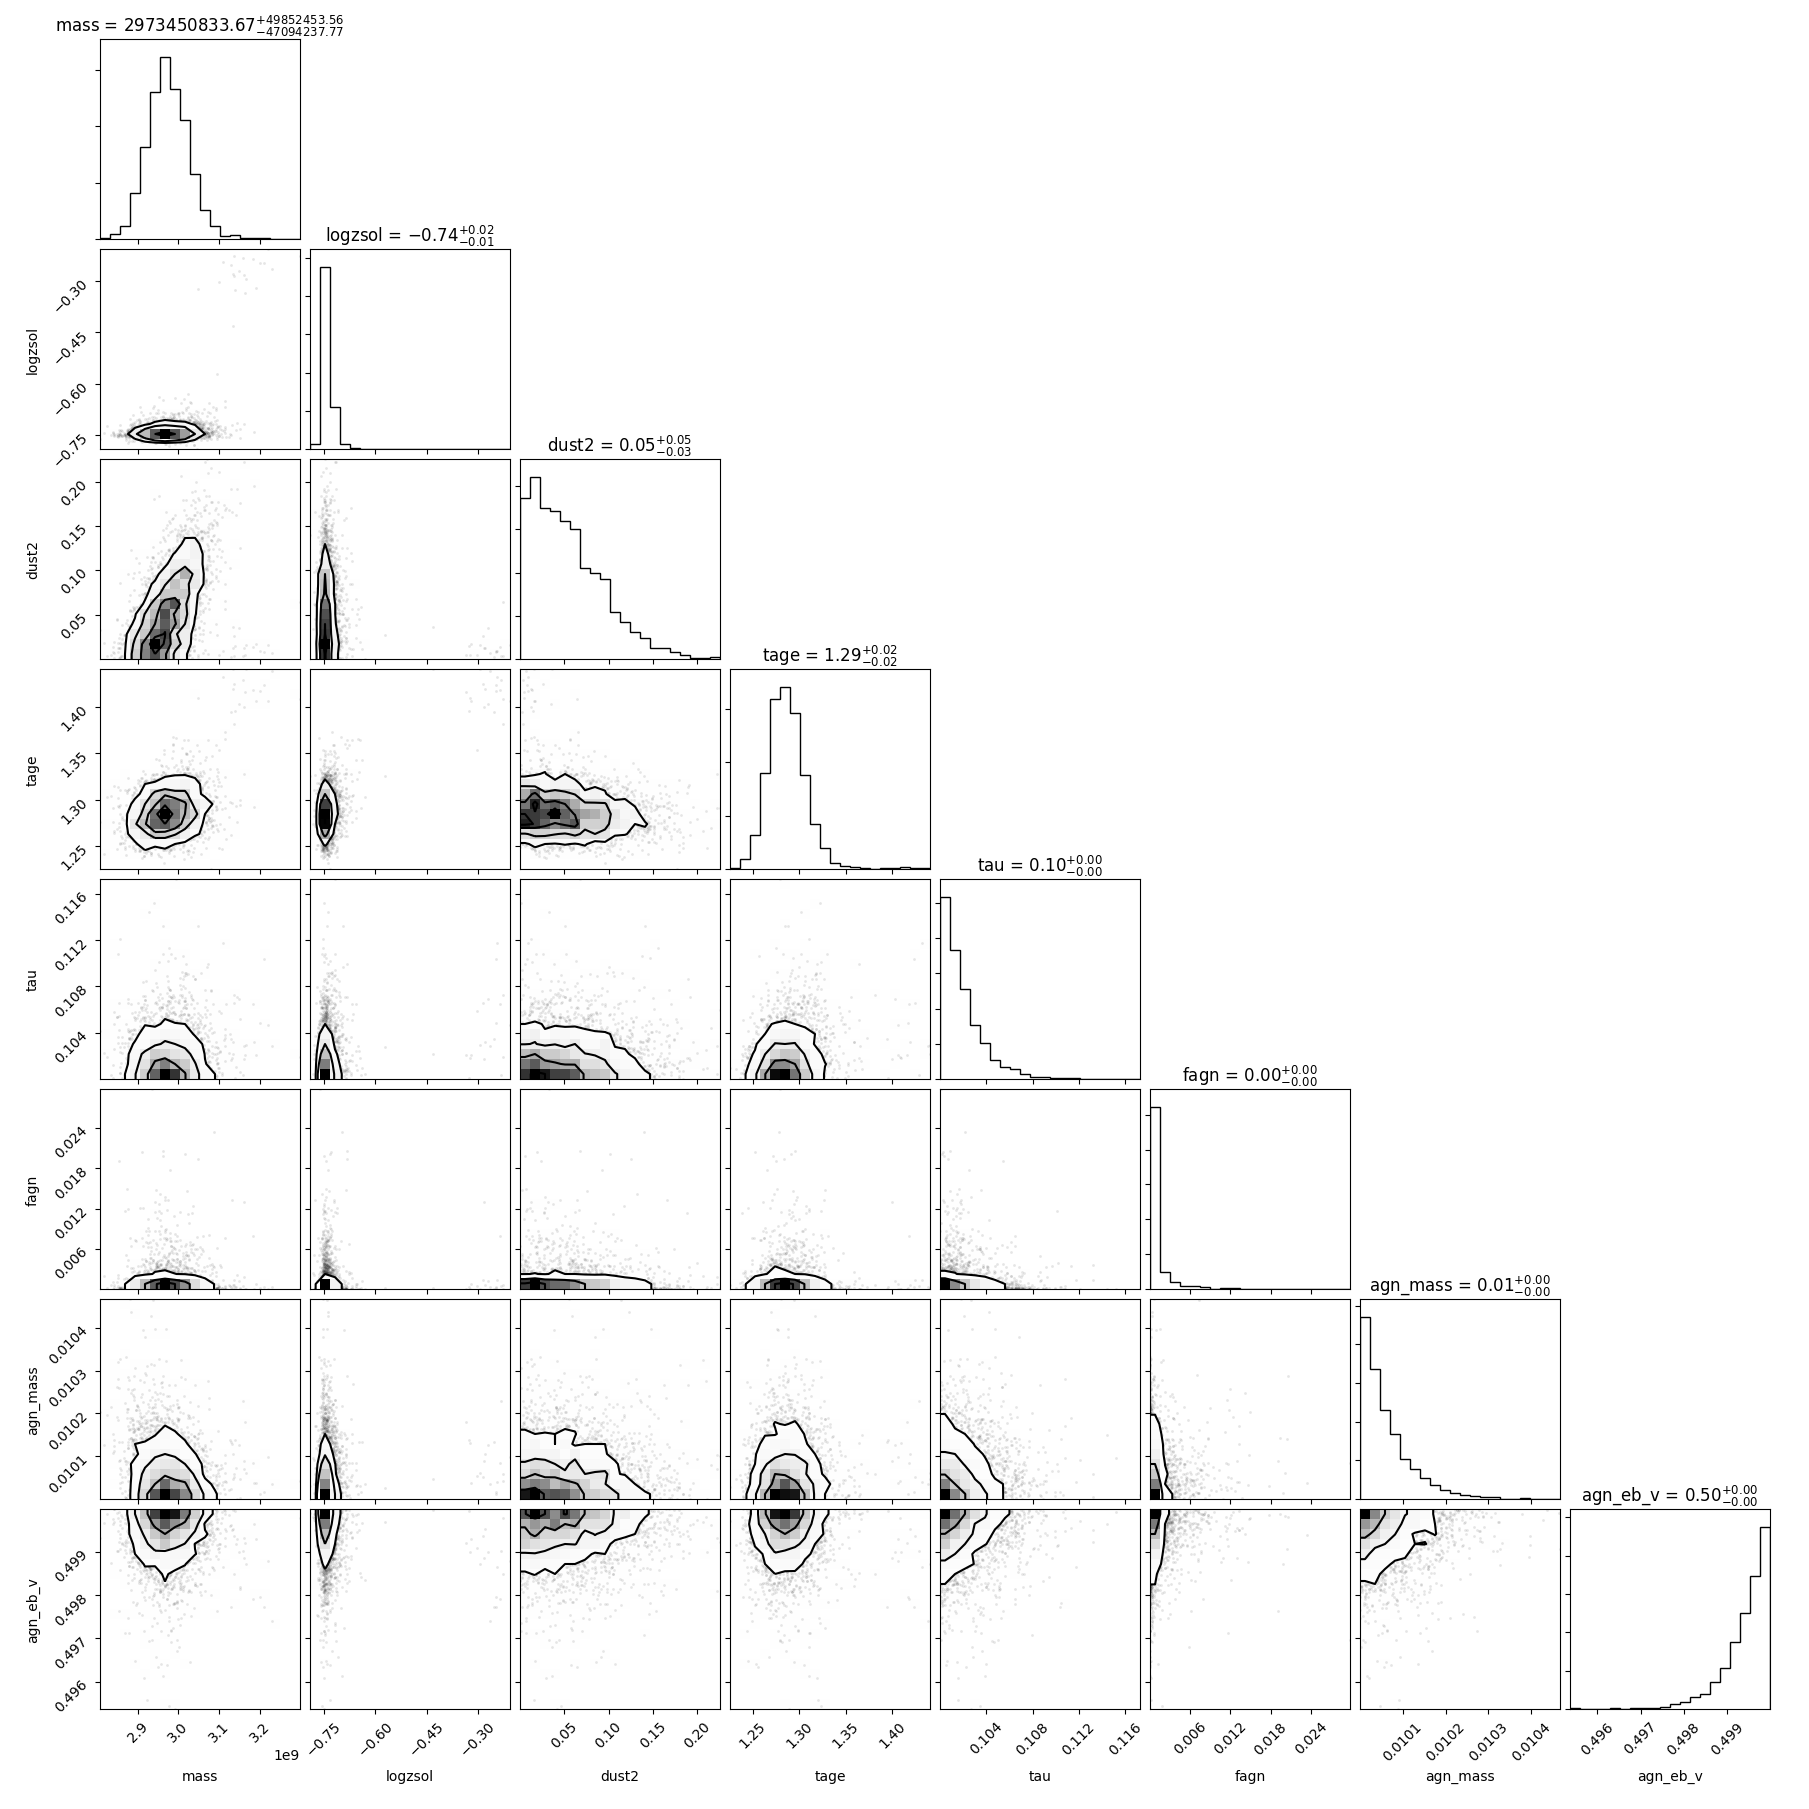 mass = 2973450833.67+49852453.56−47094237.77
logzsol = −0.74+0.02−0.01
−0.30
−0.45
−0.60
−0.75
logzsol
dust2 = 0.05+0.05−0.03
0.20
0.15
0.10
0.05
dust2
tage = 1.29+0.02−0.02
1.40
1.35
1.30
1.25
tage
tau = 0.10+0.00−0.00
0.116
0.112
0.108
0.104
tau
fagn = 0.00+0.00−0.00
0.024
0.018
0.012
0.006
fagn
agn_mass = 0.01+0.00−0.00
0.0104
0.0103
0.0102
0.0101
agn_mass
agn_eb_v = 0.50+0.00−0.00
0.499
0.498
0.497
0.496
agn_eb_v
2.9 3.0 3.1 3.2 −0.75 −0.60 −0.45 −0.30 0.05 0.10 0.15 0.20 1.25 1.30 1.35 1.40 0.104 0.108 0.112 0.116 0.006 0.012 0.018 0.024 0.0101 0.0102 0.0103 0.0104 0.496 0.497 0.498 0.499
1e9
mass logzsol dust2 tage tau fagn agn_mass agn_eb_v